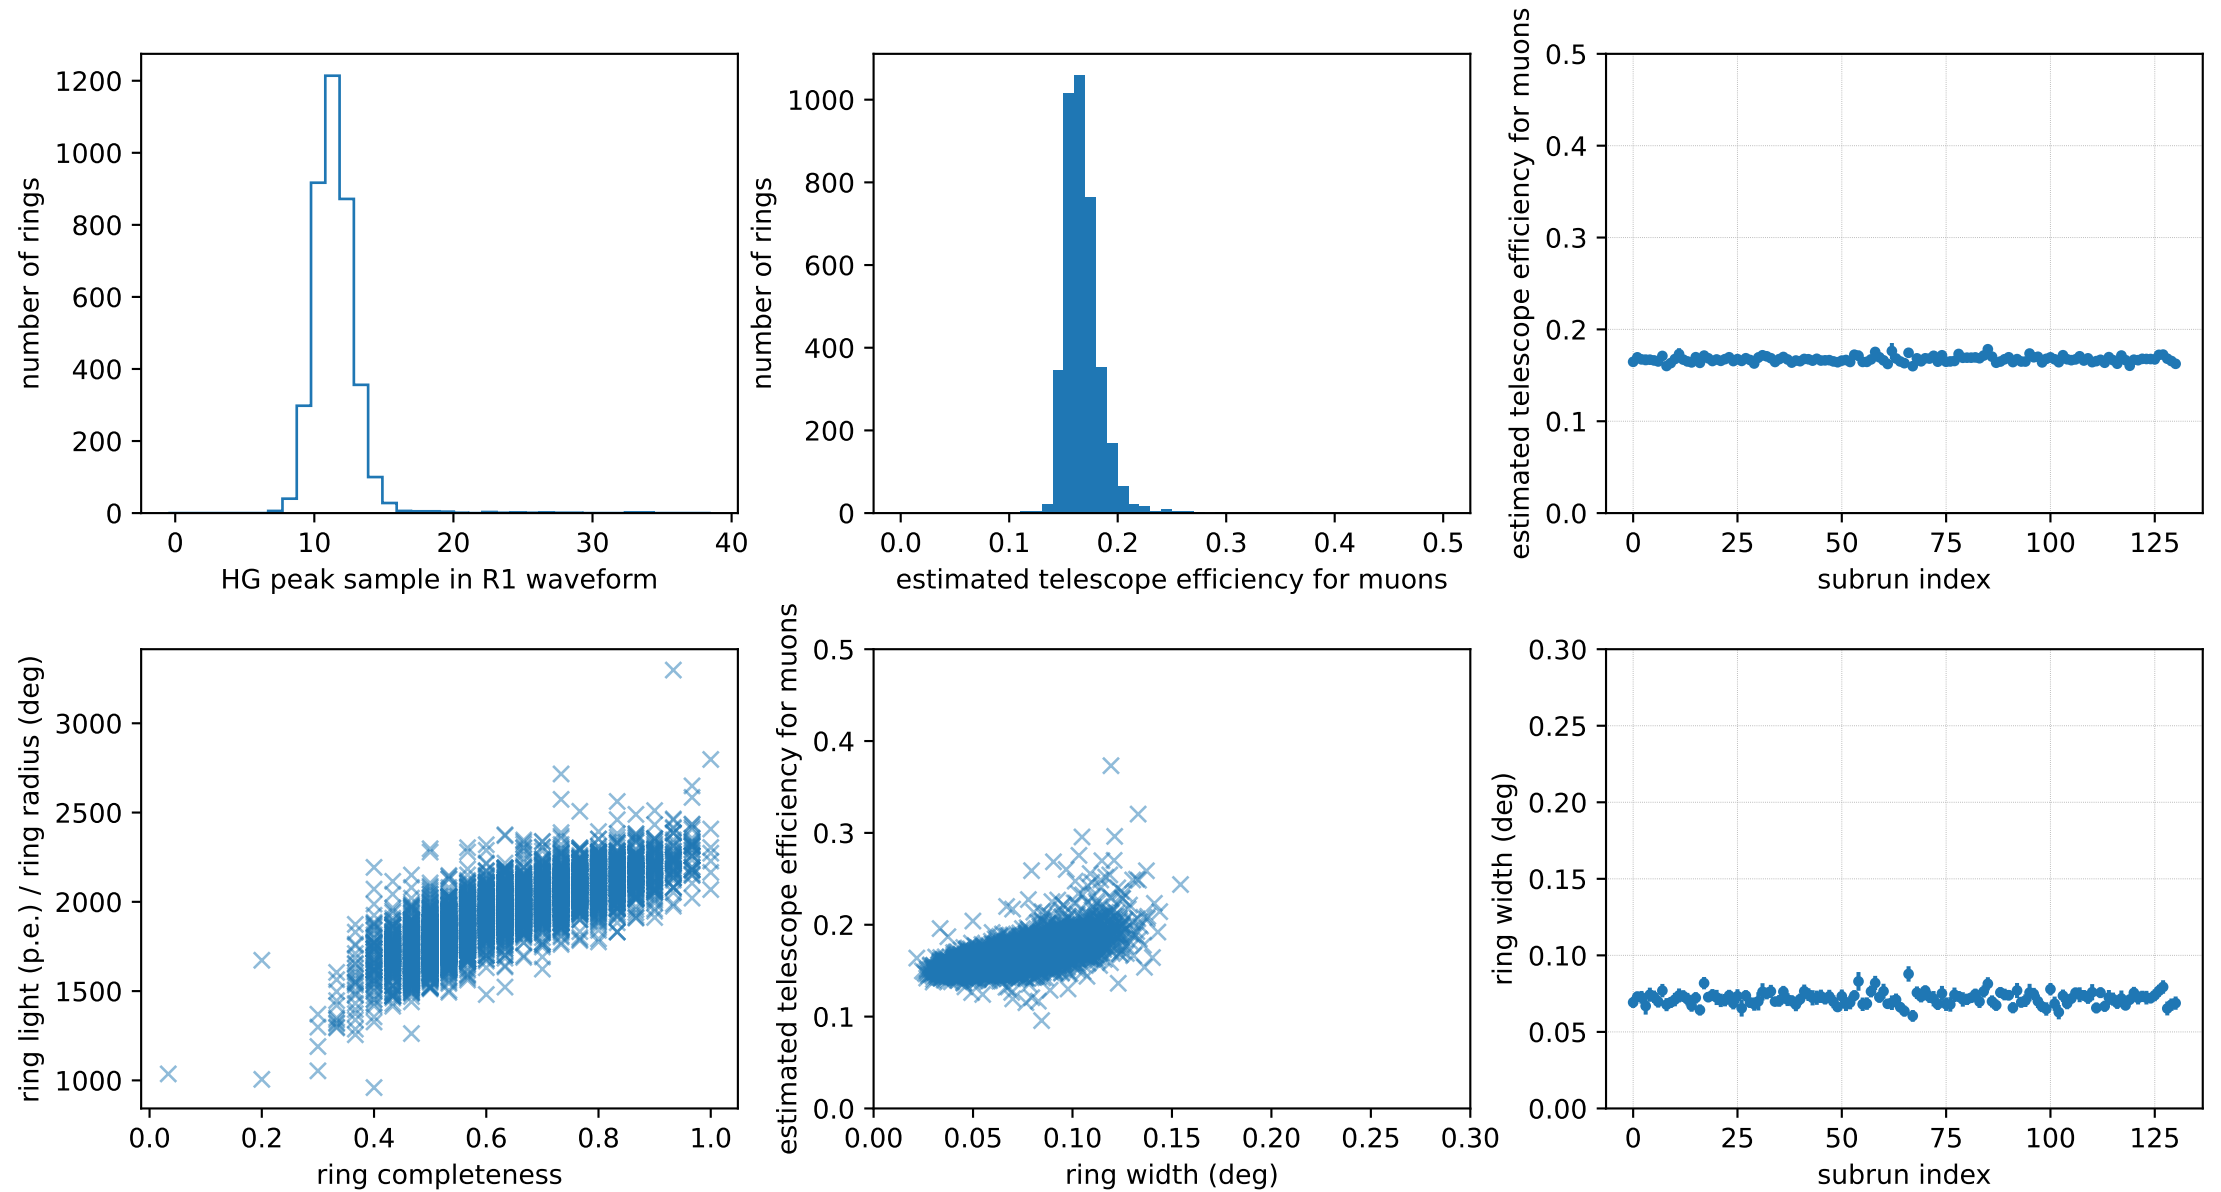 number of rings
1200
1000
800
600
400
200
0
0 10 20 30 40
HG peak sample in R1 waveform
number of rings
1000
800
600
400
200
0
0.0 0.1 0.2 0.3 0.4 0.5
estimated telescope efficiency for muons
estimated telescope efficiency for muons
0.5
0.4
0.3
0.2
0.1
0.0
0 25 50 75 100 125
subrun index
ring light (p.e.) / ring radius (deg)
3000
2500
2000
1500
1000
0.0 0.2 0.4 0.6 0.8 1.0
ring completeness
estimated telescope efficiency for muons
0.5
0.4
0.3
0.2
0.1
0.0
0.00 0.05 0.10 0.15 0.20 0.25 0.30
ring width (deg)
ring width (deg)
0.30
0.25
0.20
0.15
0.10
0.05
0.00
0 25 50 75 100 125
subrun index